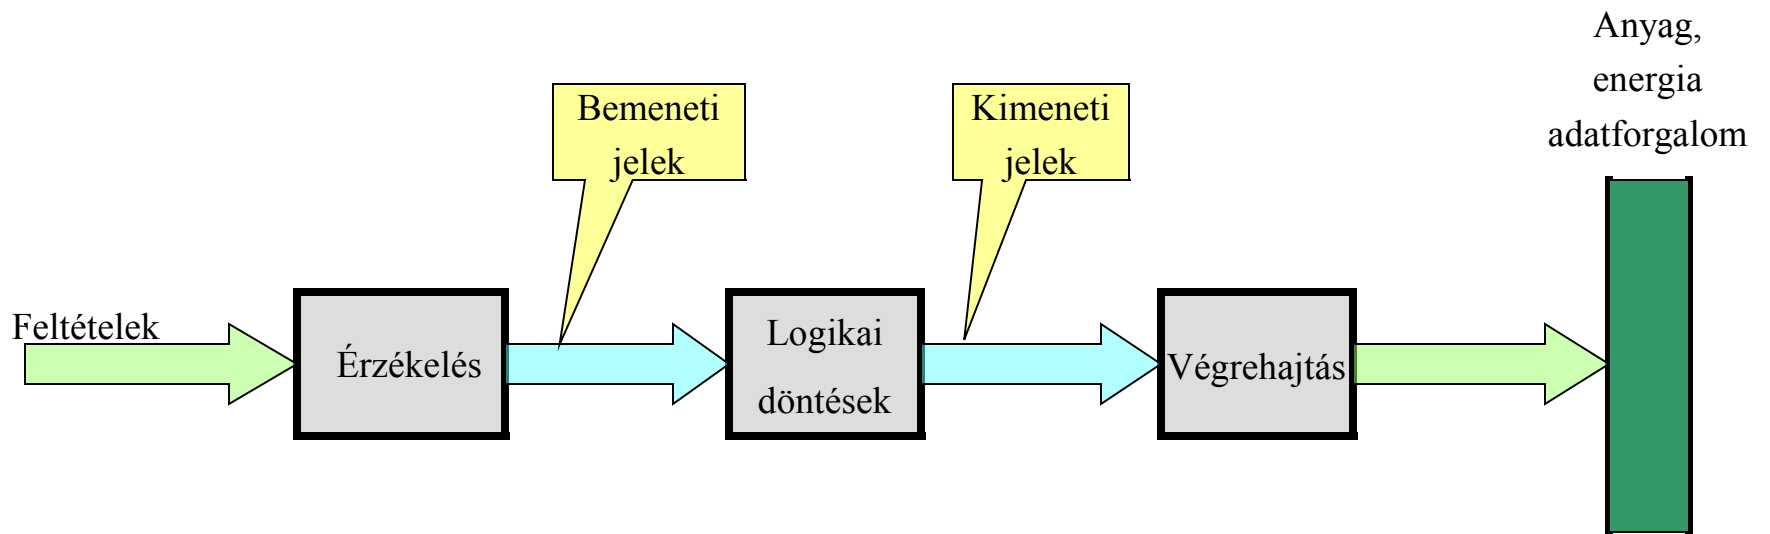 Anyag,
energia
adatforgalom
Bemeneti
jelek
Kimeneti
jelek
Feltételek
Érzékelés
Logikai
döntések
Végrehajtás